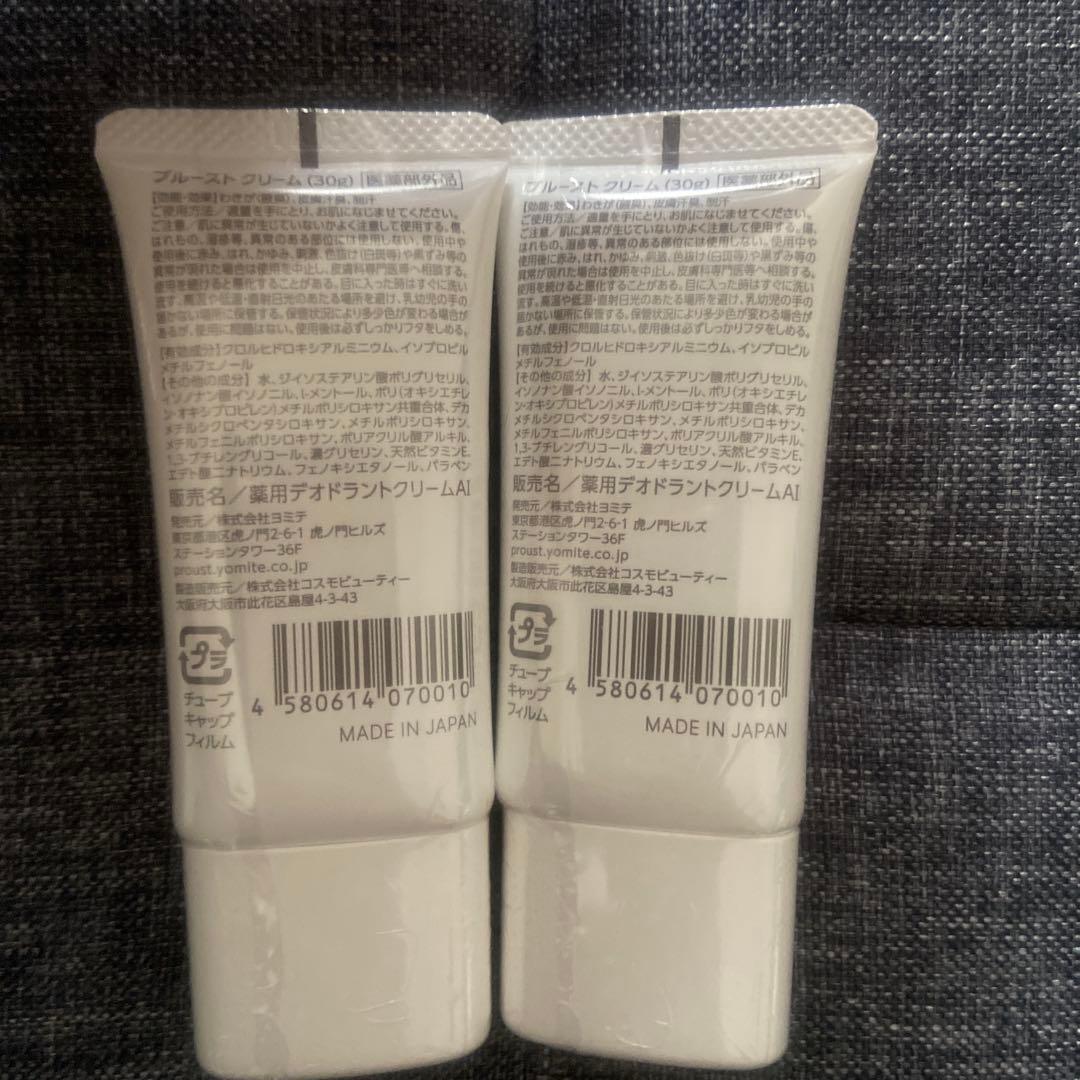 プルースト クリーム (30g) 医薬部外品
[効能・効果] わきが(腋臭)、皮膚汗臭、制汗
ご使用方法/適量を手にとり、お肌になじませてください。
ご注意/肌に異常が生じていないかよく注意して使用する。傷、
はれもの、湿疹等、異常のある部位には使用しない。使用中や
使用後に赤み、はれ、かゆみ、刺激、色抜け(白斑等)や黒ずみ等の
異常が現れた場合は使用を中止し、皮膚科専門医等へ相談する。
使用を続けると悪化することがある。目に入った時はすぐに洗い
流す。高温や低温・直射日光のあたる場所を避け、乳幼児の手の
届かない場所に保管する。保管状況により多少色が変わる場合が
あるが、使用に問題はない。使用後は必ずしっかりフタをしめる。
[有効成分] クロルヒドロキシアルミニウム、イソプロピル
メチルフェノール
[その他の成分] 水、ジイソステアリン酸ポリグリセリル、
イソノナン酸イソノニル、l-メントール、ポリ(オキシエチレ
ン・オキシプロピレン)メチルポリシロキサン共重合体、デカ
メチルシクロペンタシロキサン、メチルポリシロキサン、
メチルフェニルポリシロキサン、ポリアクリル酸アルキル、
1,3-ブチレングリコール、濃グリセリン、天然ビタミンE、
エデト酸二ナトリウム、フェノキシエタノール、パラベン
販売名/薬用デオドラントクリームAI
発売元/株式会社ヨミテ
東京都港区虎ノ門2-6-1 虎ノ門ヒルズ
ステーションタワー36F
proust.yomite.co.jp
製造販売元/株式会社コスモビューティー
大阪府大阪市此花区島屋4-3-43
プラ
チューブ
キャップ
フィルム
4 580614 070010
MADE IN JAPAN
プルースト クリーム (30g) 医薬部外品
[効能・効果] わきが(腋臭)、皮膚汗臭、制汗
ご使用方法/適量を手にとり、お肌になじませてください。
ご注意/肌に異常が生じていないかよく注意して使用する。傷、
はれもの、湿疹等、異常のある部位には使用しない。使用中や
使用後に赤み、はれ、かゆみ、刺激、色抜け(白斑等)や黒ずみ等の
異常が現れた場合は使用を中止し、皮膚科専門医等へ相談する。
使用を続けると悪化することがある。目に入った時はすぐに洗い
流す。高温や低温・直射日光のあたる場所を避け、乳幼児の手の
届かない場所に保管する。保管状況により多少色が変わる場合が
あるが、使用に問題はない。使用後は必ずしっかりフタをしめる。
[有効成分] クロルヒドロキシアルミニウム、イソプロピル
メチルフェノール
[その他の成分] 水、ジイソステアリン酸ポリグリセリル、
イソノナン酸イソノニル、l-メントール、ポリ(オキシエチレ
ン・オキシプロピレン)メチルポリシロキサン共重合体、デカ
メチルシクロペンタシロキサン、メチルポリシロキサン、
メチルフェニルポリシロキサン、ポリアクリル酸アルキル、
1,3-ブチレングリコール、濃グリセリン、天然ビタミンE、
エデト酸二ナトリウム、フェノキシエタノール、パラベン
販売名/薬用デオドラントクリームAI
発売元/株式会社ヨミテ
東京都港区虎ノ門2-6-1 虎ノ門ヒルズ
ステーションタワー36F
proust.yomite.co.jp
製造販売元/株式会社コスモビューティー
大阪府大阪市此花区島屋4-3-43
プラ
チューブ
キャップ
フィルム
4 580614 070010
MADE IN JAPAN